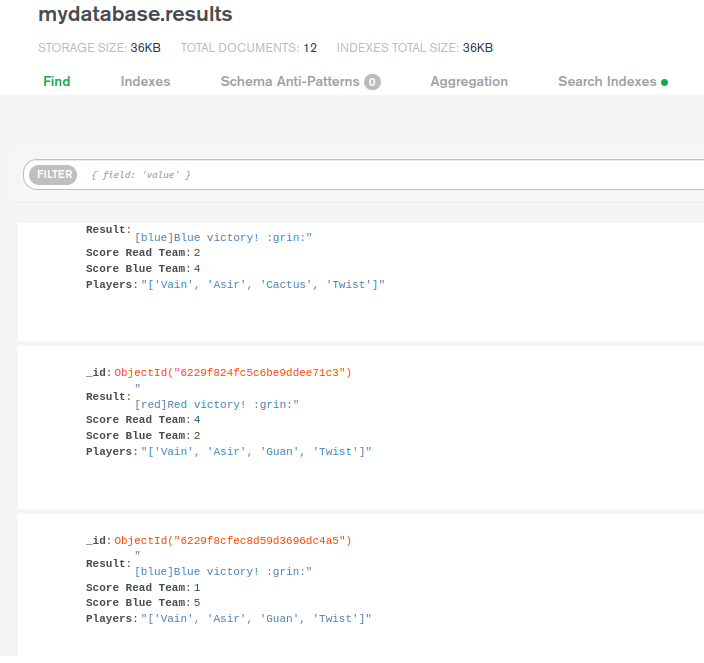 mydatabase.results
STORAGE SIZE: 36KB TOTAL DOCUMENTS: 12 INDEXES TOTAL SIZE: 36KB
Find Indexes Schema Anti-Patterns 0 Aggregation Search Indexes
FILTER { field: 'value' }
Result:
[blue]Blue victory! :grin:"
Score Read Team: 2
Score Blue Team: 4
Players: "['Vain', 'Asir', 'Cactus', 'Twist']"
_id: ObjectId("6229f824fc5c6be9ddee71c3")
"
Result:
[red]Red victory! :grin:"
Score Read Team: 4
Score Blue Team: 2
Players: "['Vain', 'Asir', 'Guan', 'Twist']"
_id: ObjectId("6229f8cfec8d59d3696dc4a5")
"
Result:
[blue]Blue victory! :grin:"
Score Read Team: 1
Score Blue Team: 5
Players: "['Vain', 'Asir', 'Guan', 'Twist']"